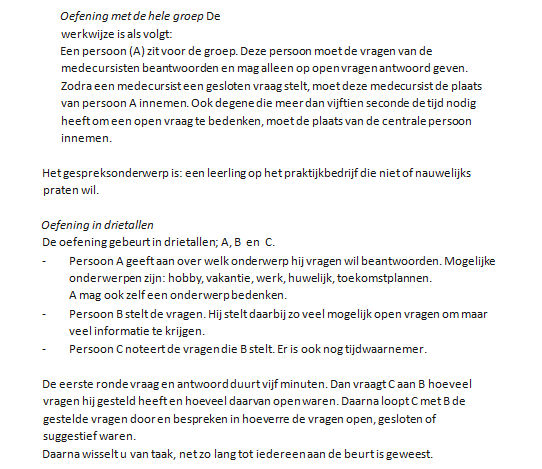 Oefening met de hele groep De
werkwijze is als volgt:
Een persoon (A) zit voor de groep. Deze persoon moet de vragen van de
medecursisten beantwoorden en mag alleen op open vragen antwoord geven.
Zodra een medecursist een gesloten vraag stelt, moet deze medecursist de plaats
van persoon A innemen. Ook degene die meer dan vijftien seconde de tijd nodig
heeft om een open vraag te bedenken, moet de plaats van de centrale persoon
innemen.
Het gespreksonderwerp is: een leerling op het praktijkbedrijf die niet of nauwelijks
praten wil.
Oefening in drietallen
De oefening gebeurt in drietallen; A, B en C.
- Persoon A geeft aan over welk onderwerp hij vragen wil beantwoorden. Mogelijke
onderwerpen zijn: hobby, vakantie, werk, huwelijk, toekomstplannen.
A mag ook zelf een onderwerp bedenken.
- Persoon B stelt de vragen. Hij stelt daarbij zo veel mogelijk open vragen om maar
veel informatie te krijgen.
- Persoon C noteert de vragen die B stelt. Er is ook nog tijdwaarnemer.
De eerste ronde vraag en antwoord duurt vijf minuten. Dan vraagt C aan B hoeveel
vragen hij gesteld heeft en hoeveel daarvan open waren. Daarna loopt C met B de
gestelde vragen door en bespreken in hoeverre de vragen open, gesloten of
suggestief waren.
Daarna wisselt u van taak, net zo lang tot iedereen aan de beurt is geweest.